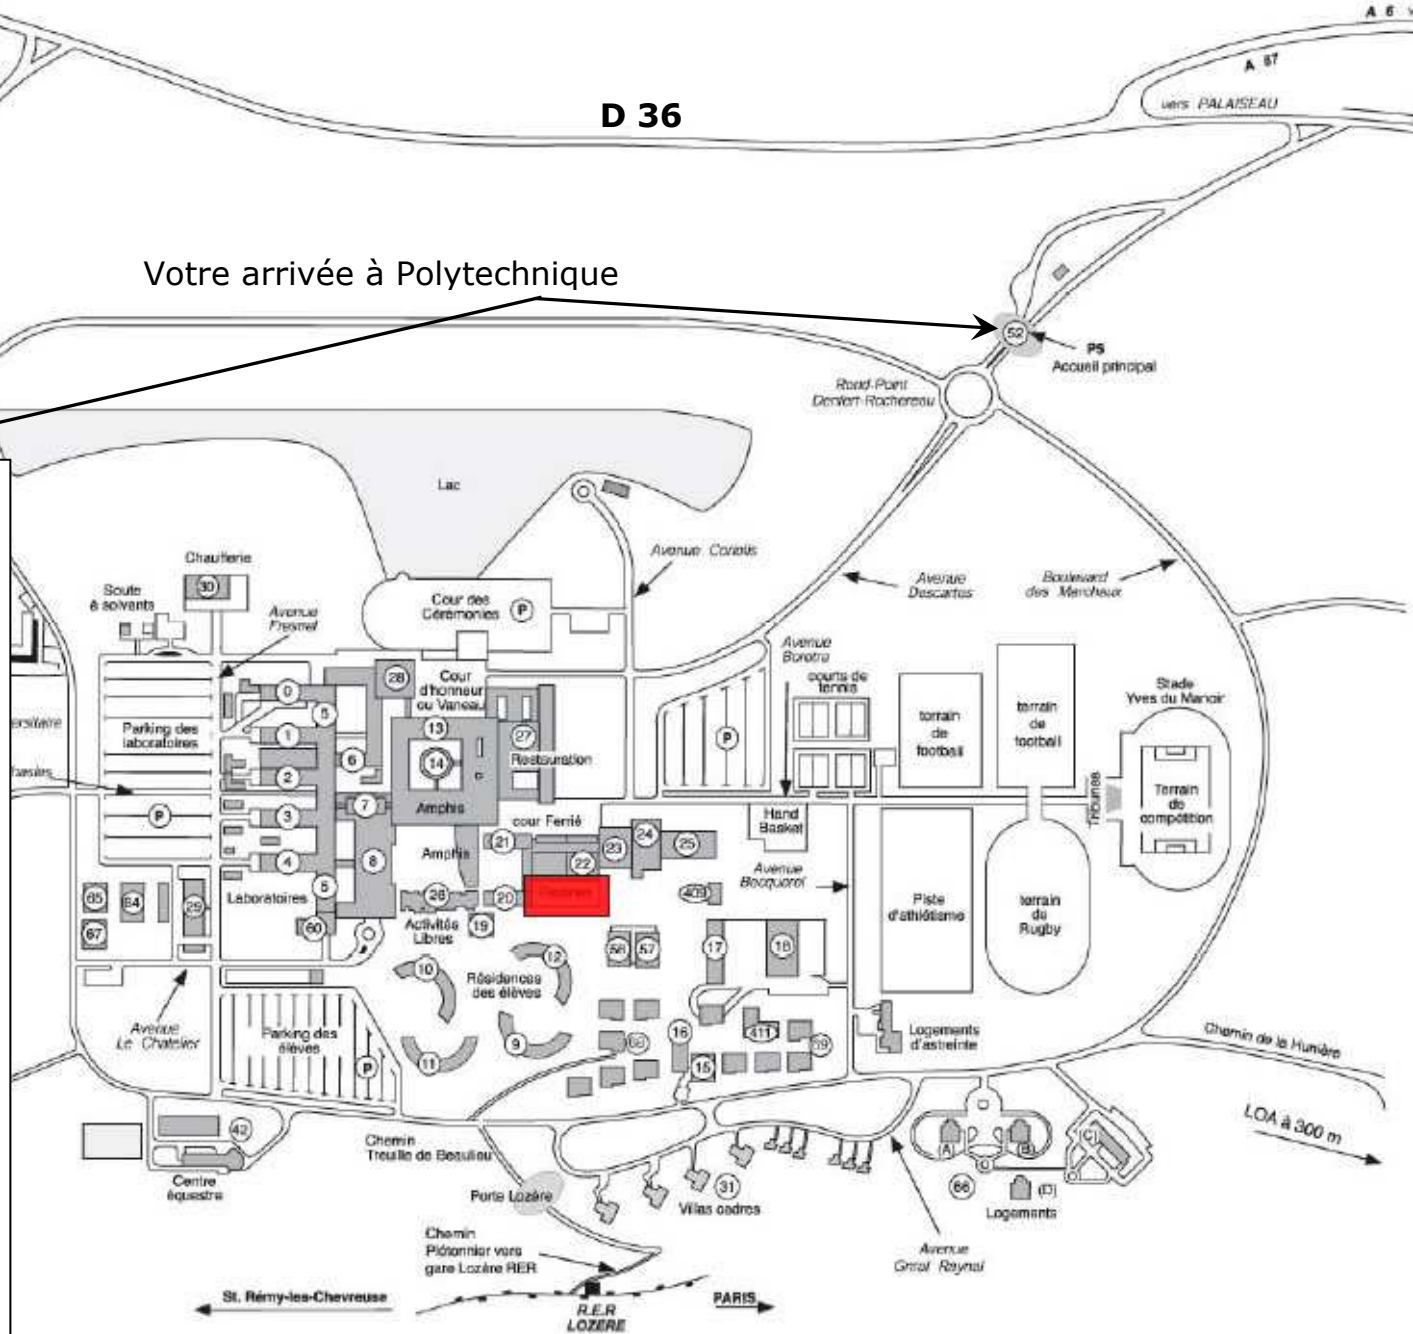 A 6
A 87
D 36
vers PALAISEAU
Votre arrivée à Polytechnique
52
PS
Accueil principal
Rond-Point
Denfert-Rochereau
Lac
Avenue Coriolis
Avenue
Descartes
Boulevard
des Marchaux
Chaufferie
30
Soute
à solvants
Avenue
Fresnel
Cour des
Cérémonies
P
Avenue
Borotra
courts de
tennis
28
Cour
d'honneur
ou Vaneau
0
5
Stade
Yves du Manoir
ersitaire
Parking des
laboratoires
1
13
27
P
terrain
de
football
terrain
de
football
6
14
Restauration
2
7
Amphis
Tribunes
Terrain
de
compétition
P
3
cour Ferrié
Hand
Basket
24
21
23
25
4
8
Amphis
22
Avenue
Becquerel
5
65
64
29
Laboratoires
26
20
409
Piste
d'athlétisme
terrain
de
Rugby
67
60
Activités
Libres
19
56
57
17
18
10
12
Résidences
des élèves
Avenue
Le Chatelier
Parking des
élèves
P
11
9
68
16
411
59
15
Logements
d'astreinte
Chemin de la Hunière
42
Chemin
Treuille de Beaulieu
LOA à 300 m
(A)
(B)
(C)
Centre
équestre
Porte Lozère
31
Villas cadres
66
(D)
Logements
Chemin
Piétonnier vers
gare Lozère RER
Avenue
Gnral Raynal
St. Rémy-les-Chevreuse
PARIS
R.E.R
LOZERE